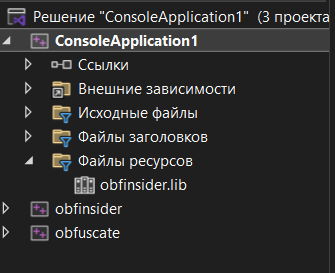 Решение "ConsoleApplication1" (3 проекта
ConsoleApplication1
Ссылки
Внешние зависимости
Исходные файлы
Файлы заголовков
Файлы ресурсов
obfinsider.lib
obfinsider
obfuscate